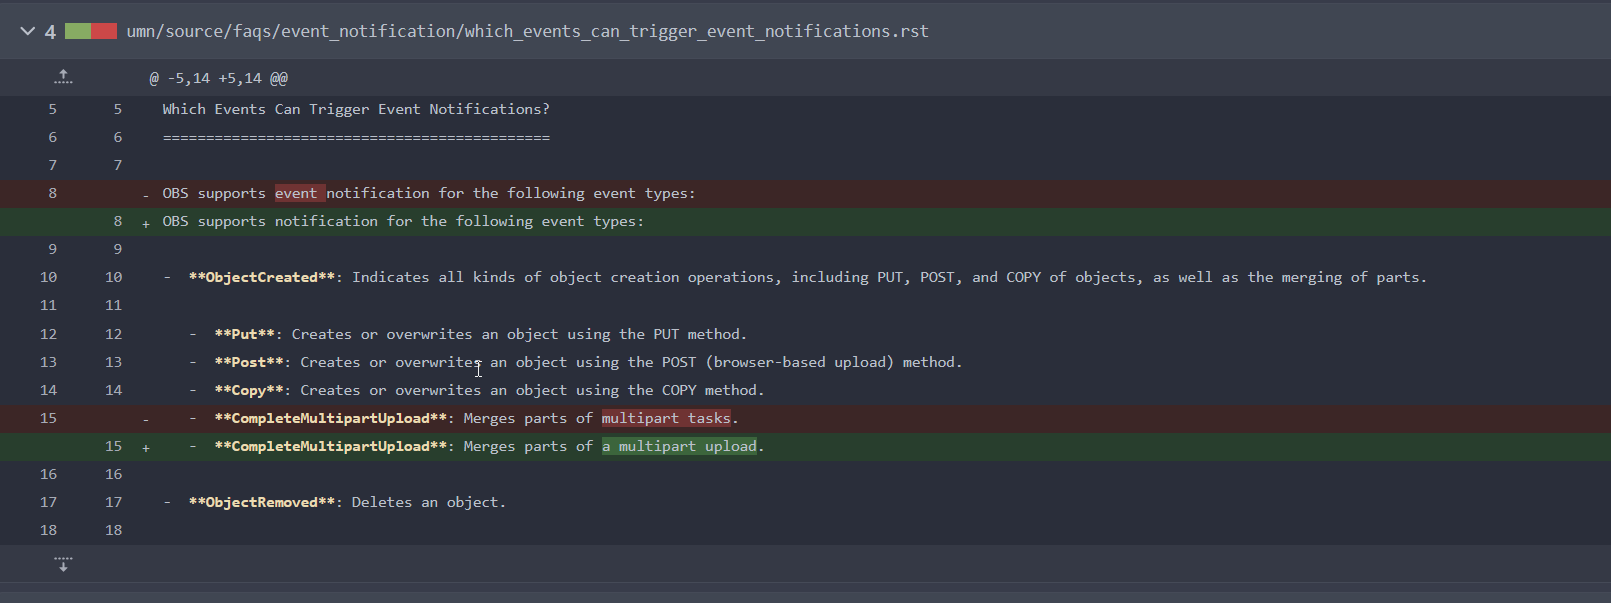 4 umn/source/faqs/event_notification/which_events_can_trigger_event_notifications.rst
@ -5,14 +5,14 @@
5 5 Which Events Can Trigger Event Notifications?
6 6 =============================================
7 7
8 - OBS supports event notification for the following event types:
8 + OBS supports notification for the following event types:
9 9
10 10 - **ObjectCreated**: Indicates all kinds of object creation operations, including PUT, POST, and COPY of objects, as well as the merging of parts.
11 11
12 12 - **Put**: Creates or overwrites an object using the PUT method.
13 13 - **Post**: Creates or overwrites an object using the POST (browser-based upload) method.
14 14 - **Copy**: Creates or overwrites an object using the COPY method.
15 - - **CompleteMultipartUpload**: Merges parts of multipart tasks.
15 + - **CompleteMultipartUpload**: Merges parts of a multipart upload.
16 16
17 17 - **ObjectRemoved**: Deletes an object.
18 18